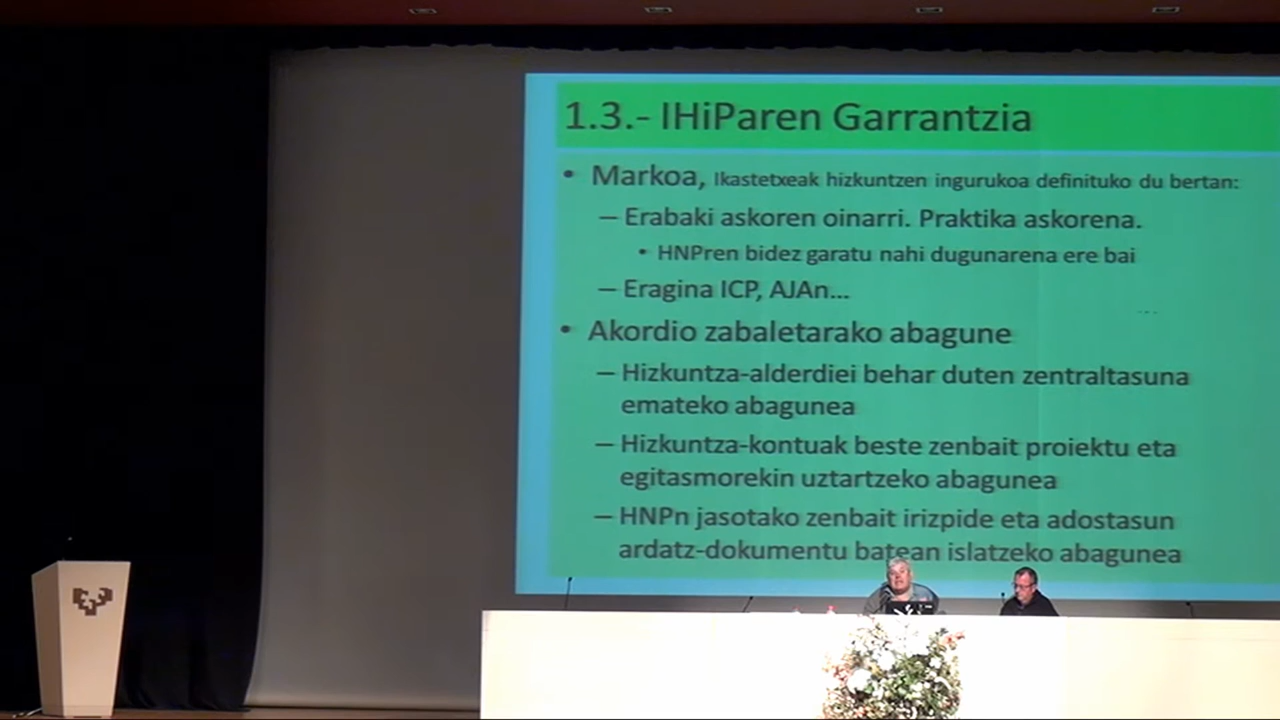 1.3.- IHiParen Garrantzia
• Markoa, Ikastetxeak hizkuntzen ingurukoa definituko du bertan:
– Erabaki askoren oinarri. Praktika askorena.
• HNPren bidez garatu nahi dugunarena ere bai
– Eragina ICP, AJAn...
• Akordio zabaletarako abagune
– Hizkuntza-alderdiei behar duten zentraltasuna
emateko abagunea
– Hizkuntza-kontuak beste zenbait proiektu eta
egitasmorekin uztartzeko abagunea
– HNPn jasotako zenbait irizpide eta adostasun
ardatz-dokumentu batean islatzeko abagunea